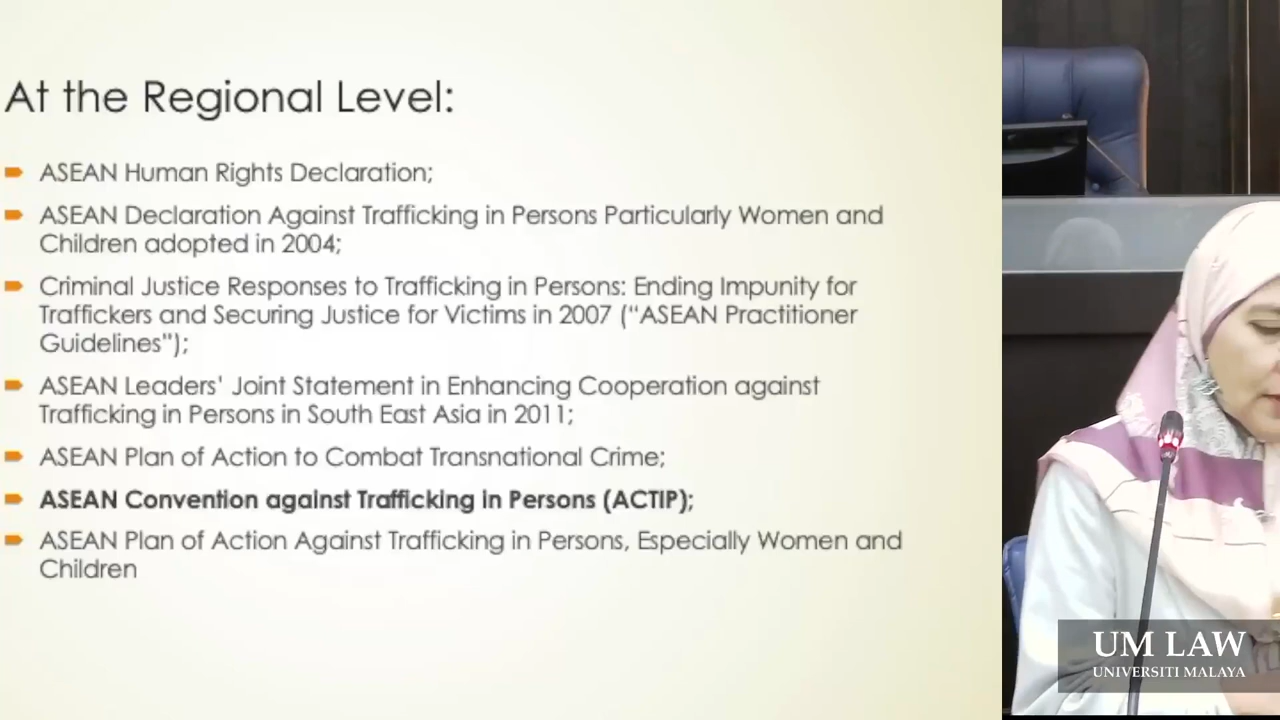 At the Regional Level:
ASEAN Human Rights Declaration;
ASEAN Declaration Against Trafficking in Persons Particularly Women and
Children adopted in 2004;
Criminal Justice Responses to Trafficking in Persons: Ending Impunity for
Traffickers and Securing Justice for Victims in 2007 (“ASEAN Practitioner
Guidelines”);
ASEAN Leaders’ Joint Statement in Enhancing Cooperation against
Trafficking in Persons in South East Asia in 2011;
ASEAN Plan of Action to Combat Transnational Crime;
ASEAN Convention against Trafficking in Persons (ACTIP);
ASEAN Plan of Action Against Trafficking in Persons, Especially Women and
Children
UM LAW
UNIVERSITI MALAYA